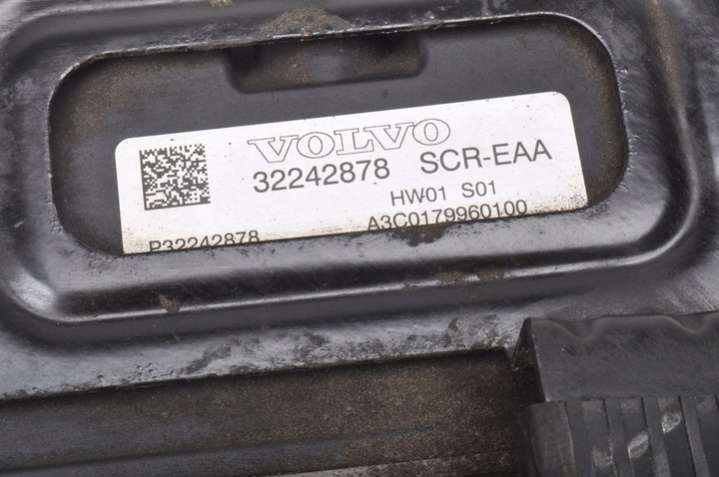 VOLVO
32242878 SCR-EAA
HW01 S01
P32242878 A3C0179960100